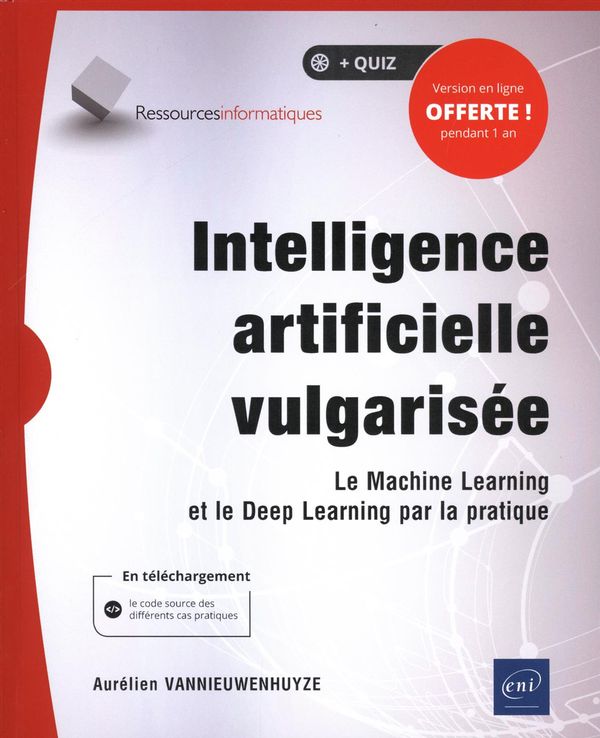 + QUIZ
Version en ligne
OFFERTE !
pendant 1 an
Ressourcesinformatiques
Intelligence
artificielle
vulgarisée
Le Machine Learning
et le Deep Learning par la pratique
En téléchargement
</>
le code source des
différents cas pratiques
Aurélien VANNIEUWENHUYZE
eni